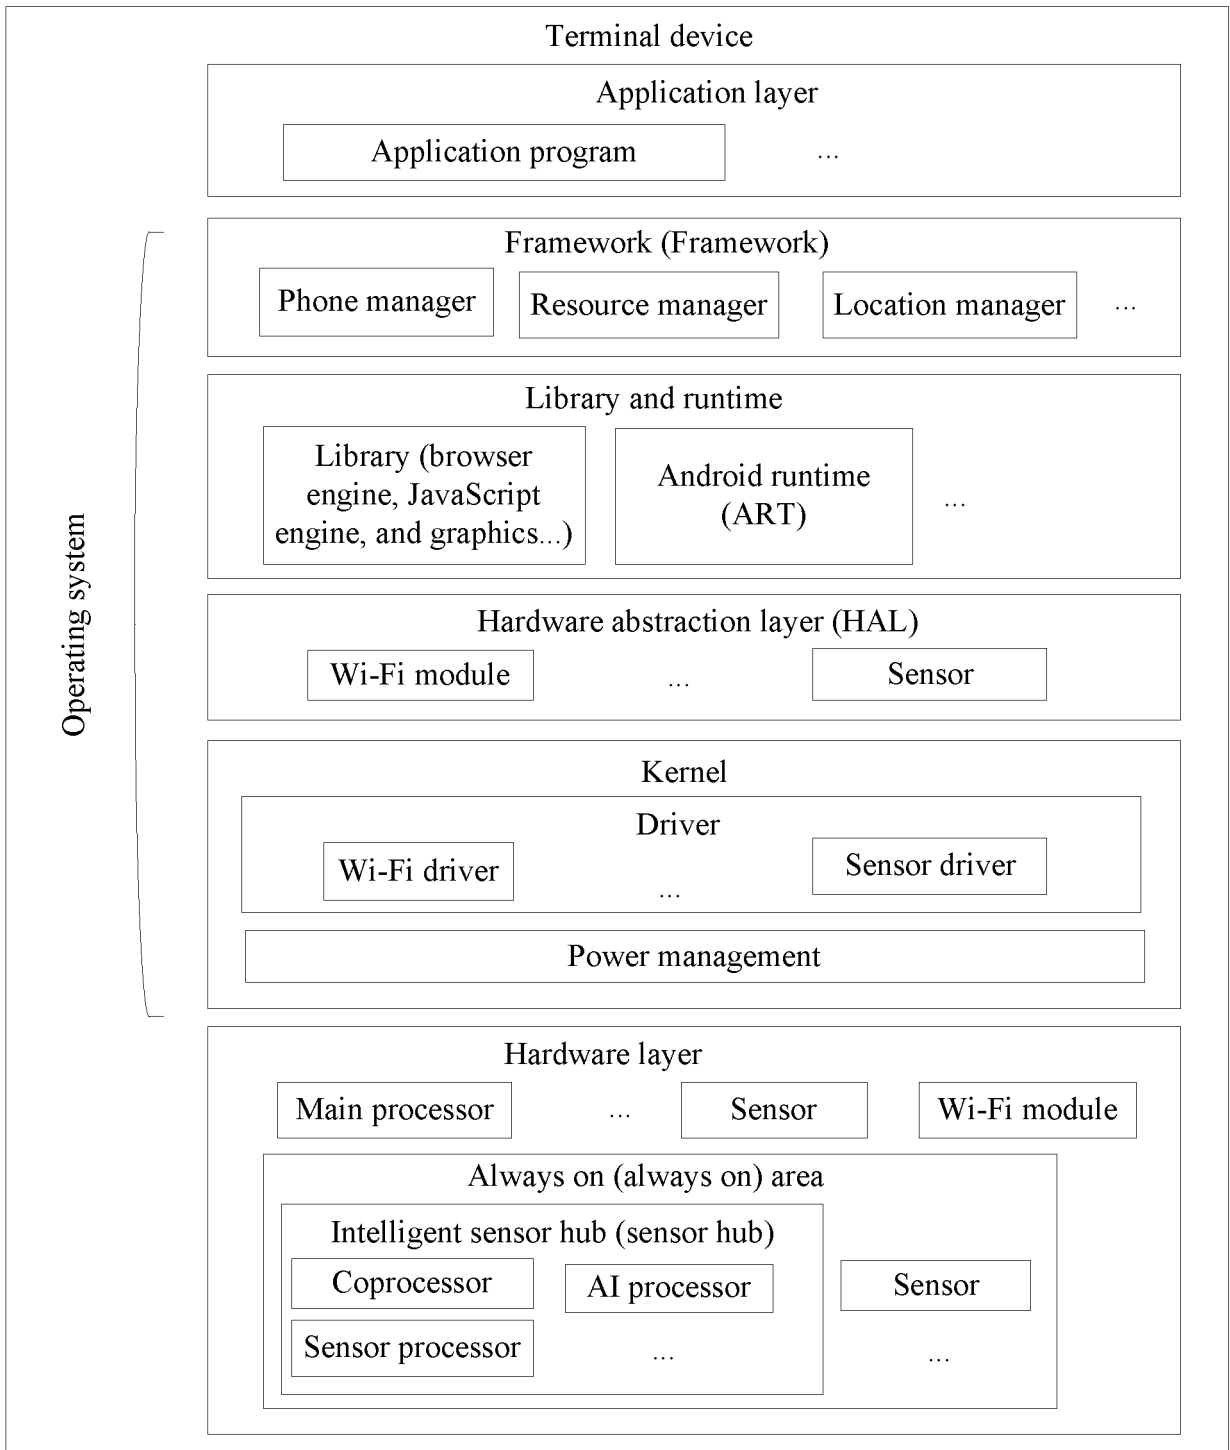 Terminal device
Application layer
Application program
...
Operating system
Framework (Framework)
Phone manager
Resource manager
Location manager
...
Library and runtime
Library (browser
engine, JavaScript
engine, and graphics...)
Android runtime
(ART)
...
Hardware abstraction layer (HAL)
Wi-Fi module
...
Sensor
Kernel
Driver
Wi-Fi driver
...
Sensor driver
Power management
Hardware layer
Main processor
...
Sensor
Wi-Fi module
Always on (always on) area
Intelligent sensor hub (sensor hub)
Coprocessor
AI processor
Sensor
Sensor processor
...
...